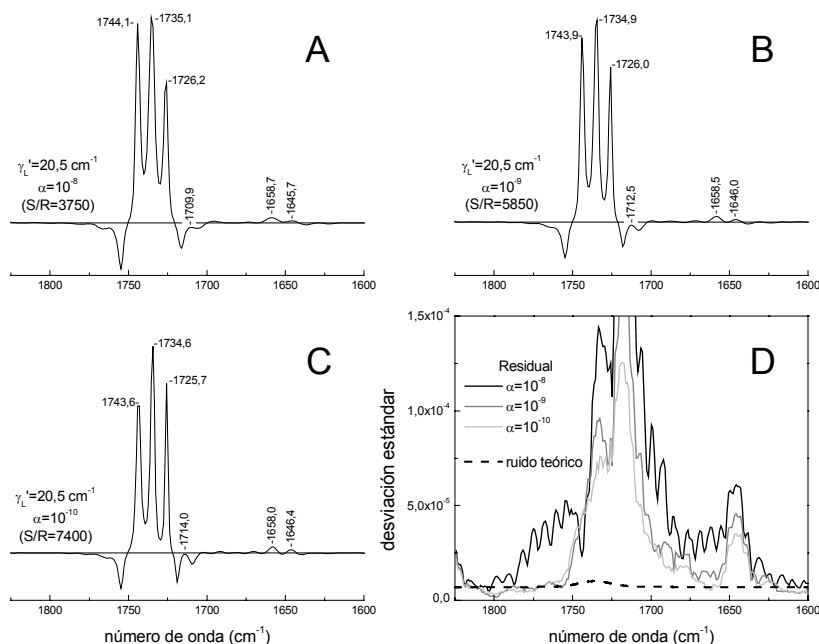 A
1744,1-
-1735,1
-1726,2
-1709,9
-1658,7
-1645,7
γL'=20,5 cm-1
α=10-8
(S/R=3750)
1800 1750 1700 1650 1600
B
1743,9-
-1734,9
-1726,0
-1712,5
-1658,5
-1646,0
γL'=20,5 cm-1
α=10-9
(S/R=5850)
1800 1750 1700 1650 1600
C
1743,6-
-1734,6
-1725,7
-1714,0
-1658,0
-1646,4
γL'=20,5 cm-1
α=10-10
(S/R=7400)
1800 1750 1700 1650 1600
número de onda (cm-1)
D
Residual
α=10-8
α=10-9
α=10-10
ruido teórico
desviación estándar
1,5x10-4
1,0x10-4
5,0x10-5
0,0
1800 1750 1700 1650 1600
número de onda (cm-1)